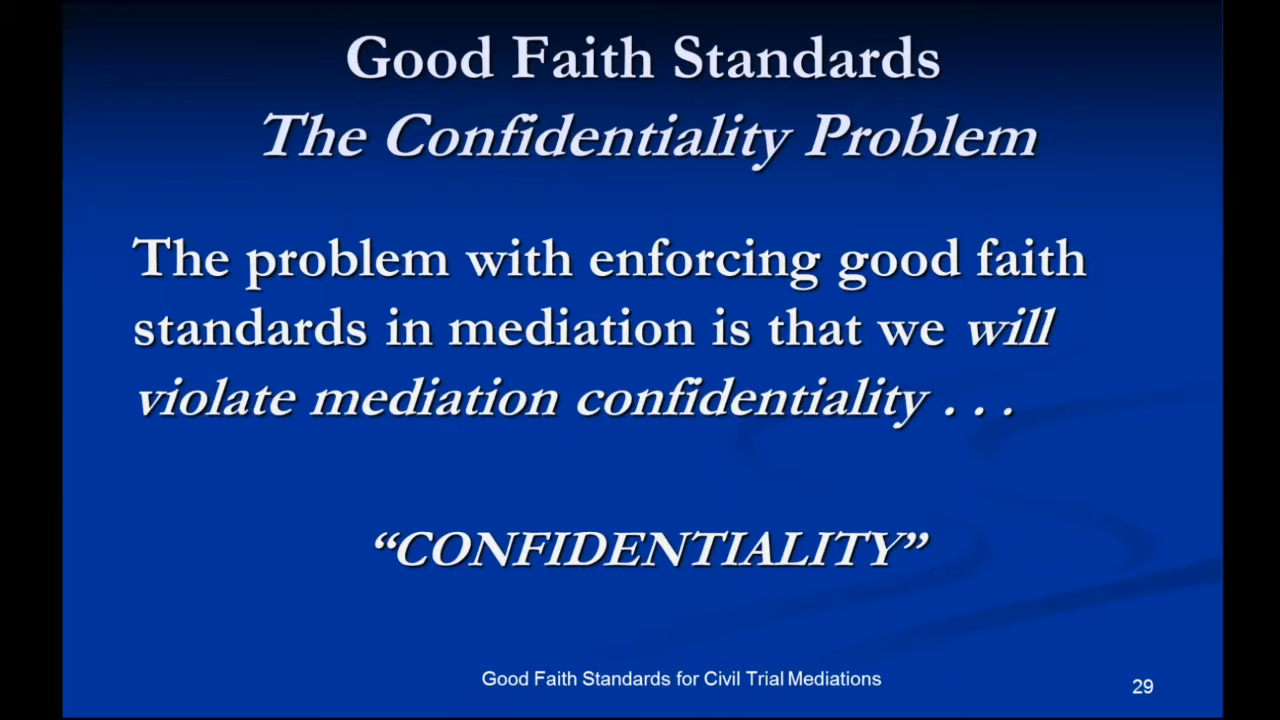 Good Faith Standards
The Confidentiality Problem
The problem with enforcing good faith
standards in mediation is that we will
violate mediation confidentiality . . .
“CONFIDENTIALITY”
Good Faith Standards for Civil Trial Mediations
29